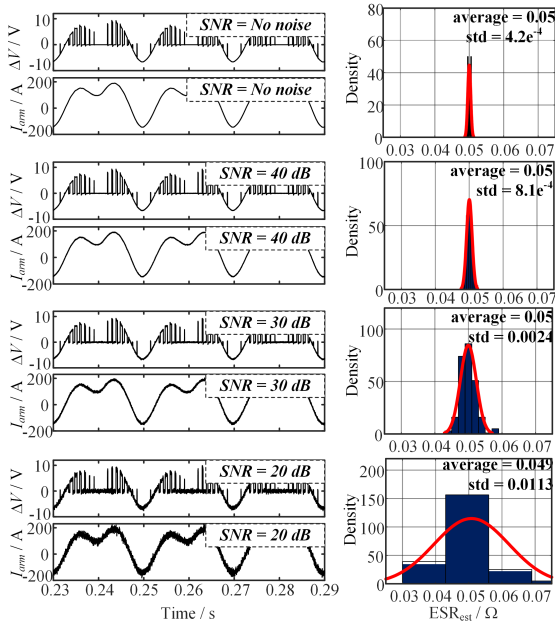 ΔV / V
10
0
-10
SNR = No noise
I_arm / A
200
0
-200
SNR = No noise
ΔV / V
10
0
-10
SNR = 40 dB
I_arm / A
200
0
-200
SNR = 40 dB
ΔV / V
10
0
-10
SNR = 30 dB
I_arm / A
200
0
-200
SNR = 30 dB
ΔV / V
10
0
-10
SNR = 20 dB
I_arm / A
200
0
-200
SNR = 20 dB
0.23 0.24 0.25 0.26 0.27 0.28 0.29
Time / s
Density
80
60
40
20
0
average = 0.05
std = 4.2e⁻⁴
0.03 0.04 0.05 0.06 0.07
Density
100
50
0
average = 0.05
std = 8.1e⁻⁴
0.03 0.04 0.05 0.06 0.07
Density
100
50
0
average = 0.05
std = 0.0024
0.03 0.04 0.05 0.06 0.07
Density
200
150
100
50
0
average = 0.049
std = 0.0113
0.03 0.04 0.05 0.06 0.07
ESR_est / Ω